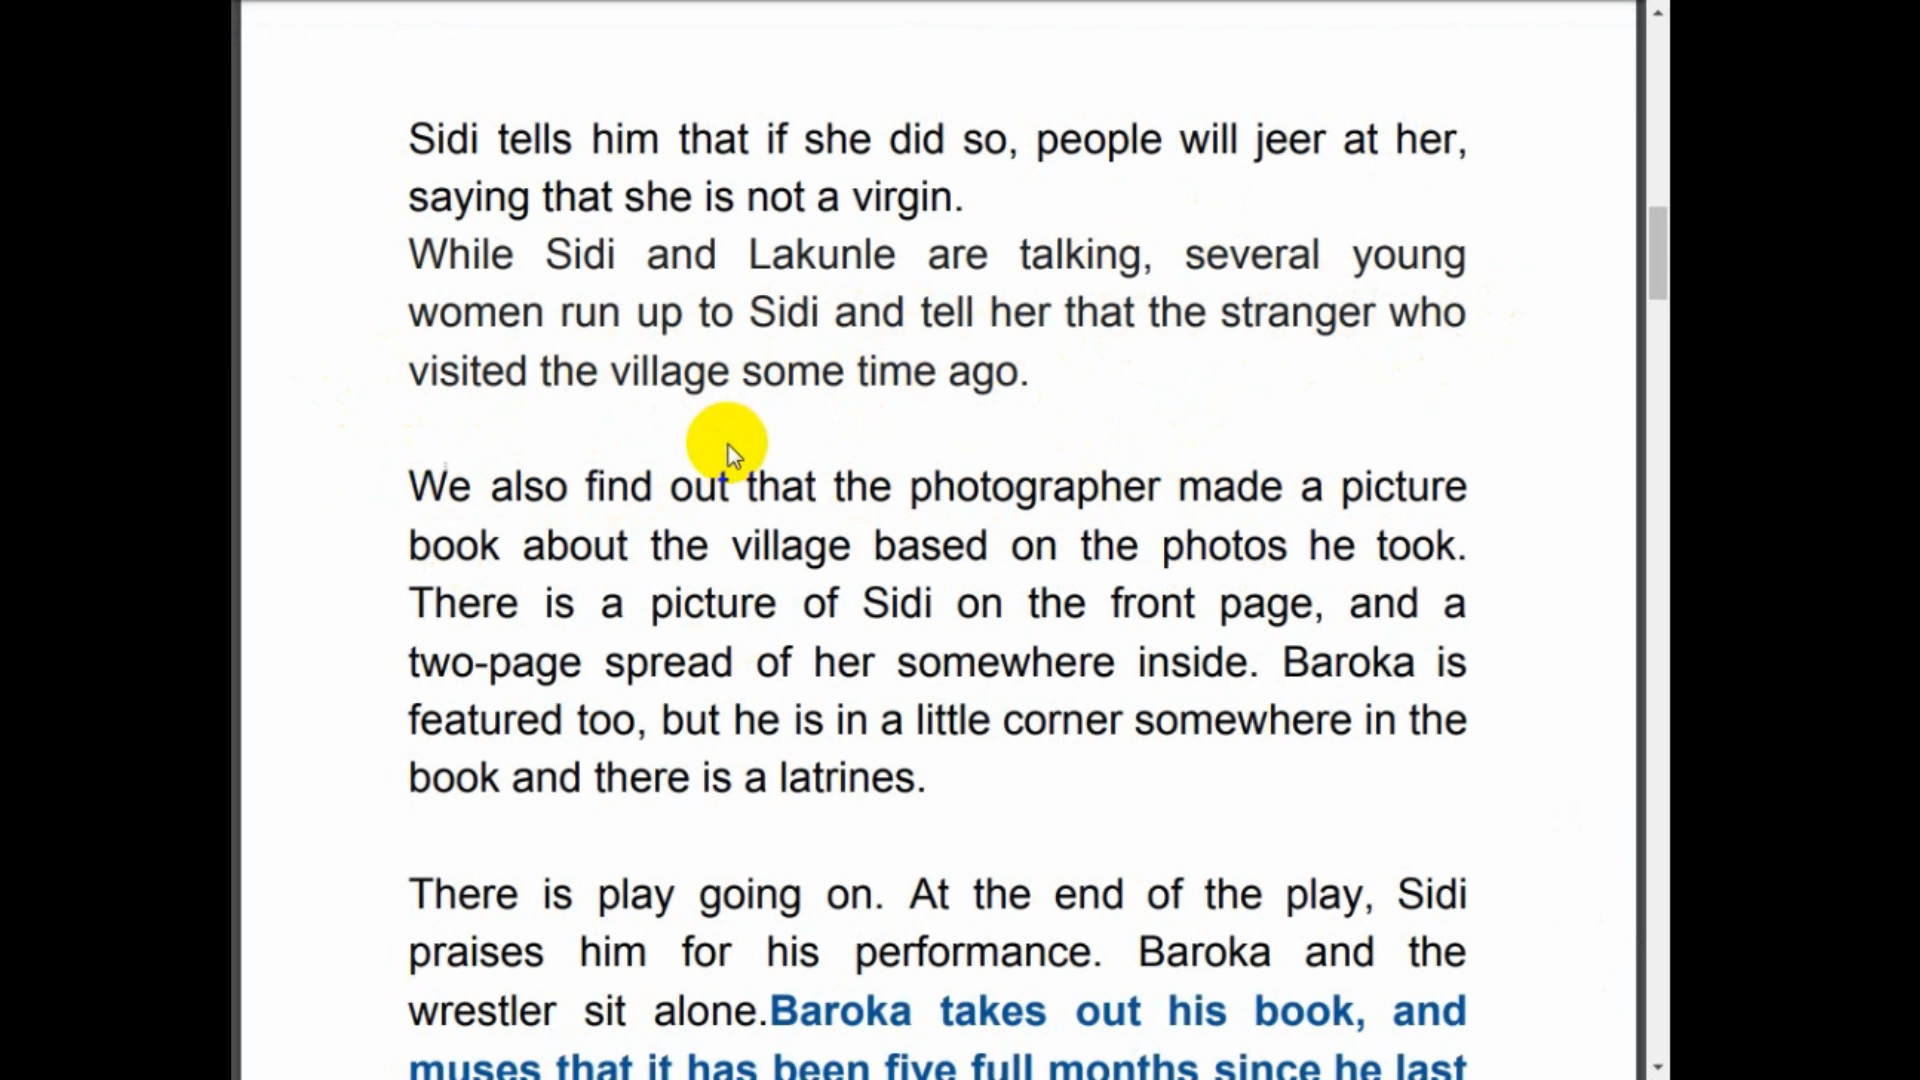 Sidi tells him that if she did so, people will jeer at her,
saying that she is not a virgin.
While Sidi and Lakunle are talking, several young
women run up to Sidi and tell her that the stranger who
visited the village some time ago.
We also find out that the photographer made a picture
book about the village based on the photos he took.
There is a picture of Sidi on the front page, and a
two-page spread of her somewhere inside. Baroka is
featured too, but he is in a little corner somewhere in the
book and there is a latrines.
There is play going on. At the end of the play, Sidi
praises him for his performance. Baroka and the
wrestler sit alone.Baroka takes out his book, and
muses that it has been five full months since he last